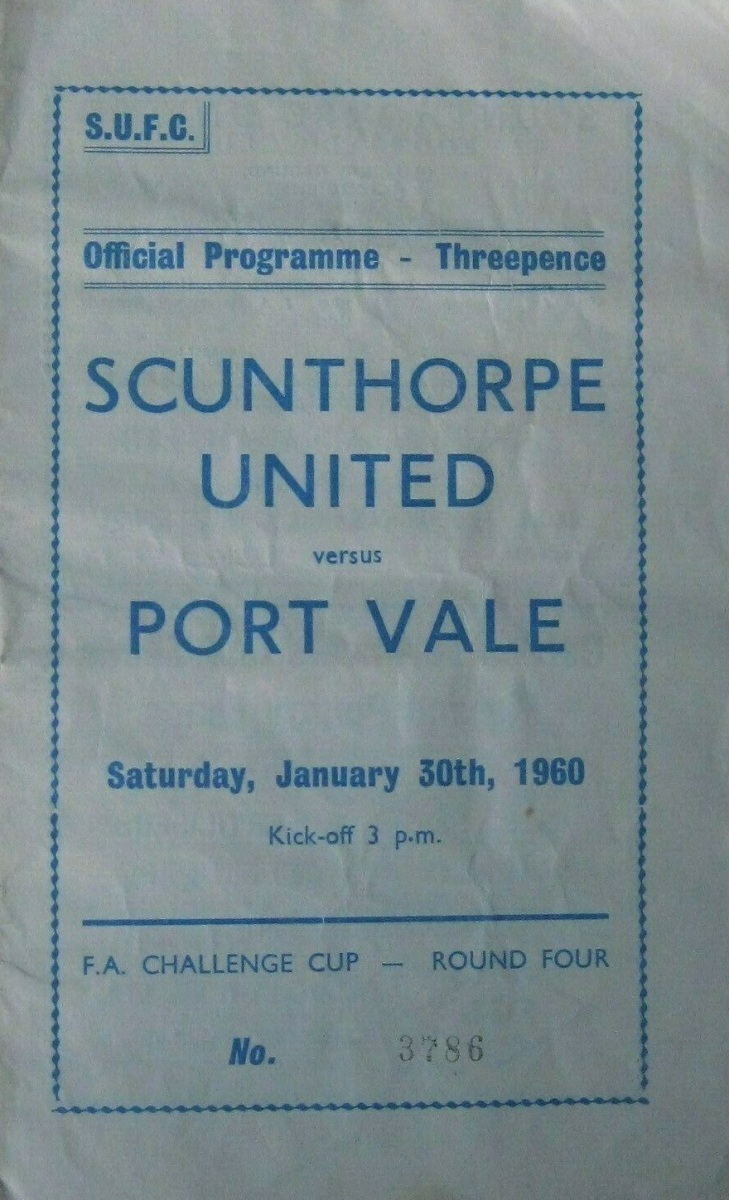 S.U.F.C.
Official Programme - Threepence
SCUNTHORPE
UNITED
versus
PORT VALE
Saturday, January 30th, 1960
Kick-off 3 p.m.
F.A. CHALLENGE CUP — ROUND FOUR
No. 3786